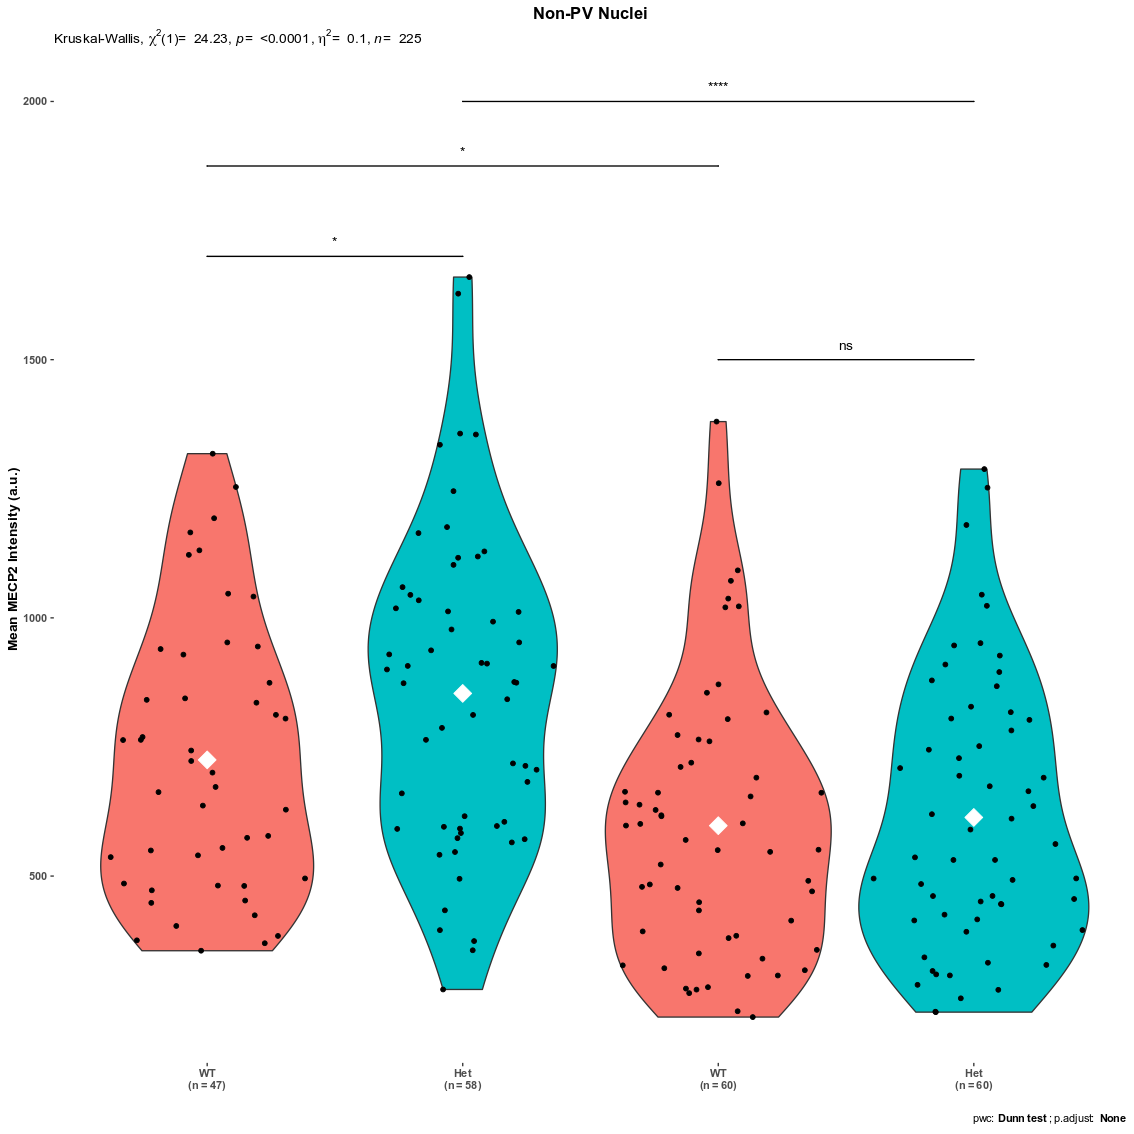 Non-PV Nuclei
Kruskal-Wallis, χ²(1)= 24.23, p= <0.0001, η²= 0.1, n= 225
****
2000
*
*
1500
ns
1000
500
Mean MECP2 Intensity (a.u.)
WT
(n = 47)
Het
(n = 58)
WT
(n = 60)
Het
(n = 60)
pwc: Dunn test; p.adjust: None